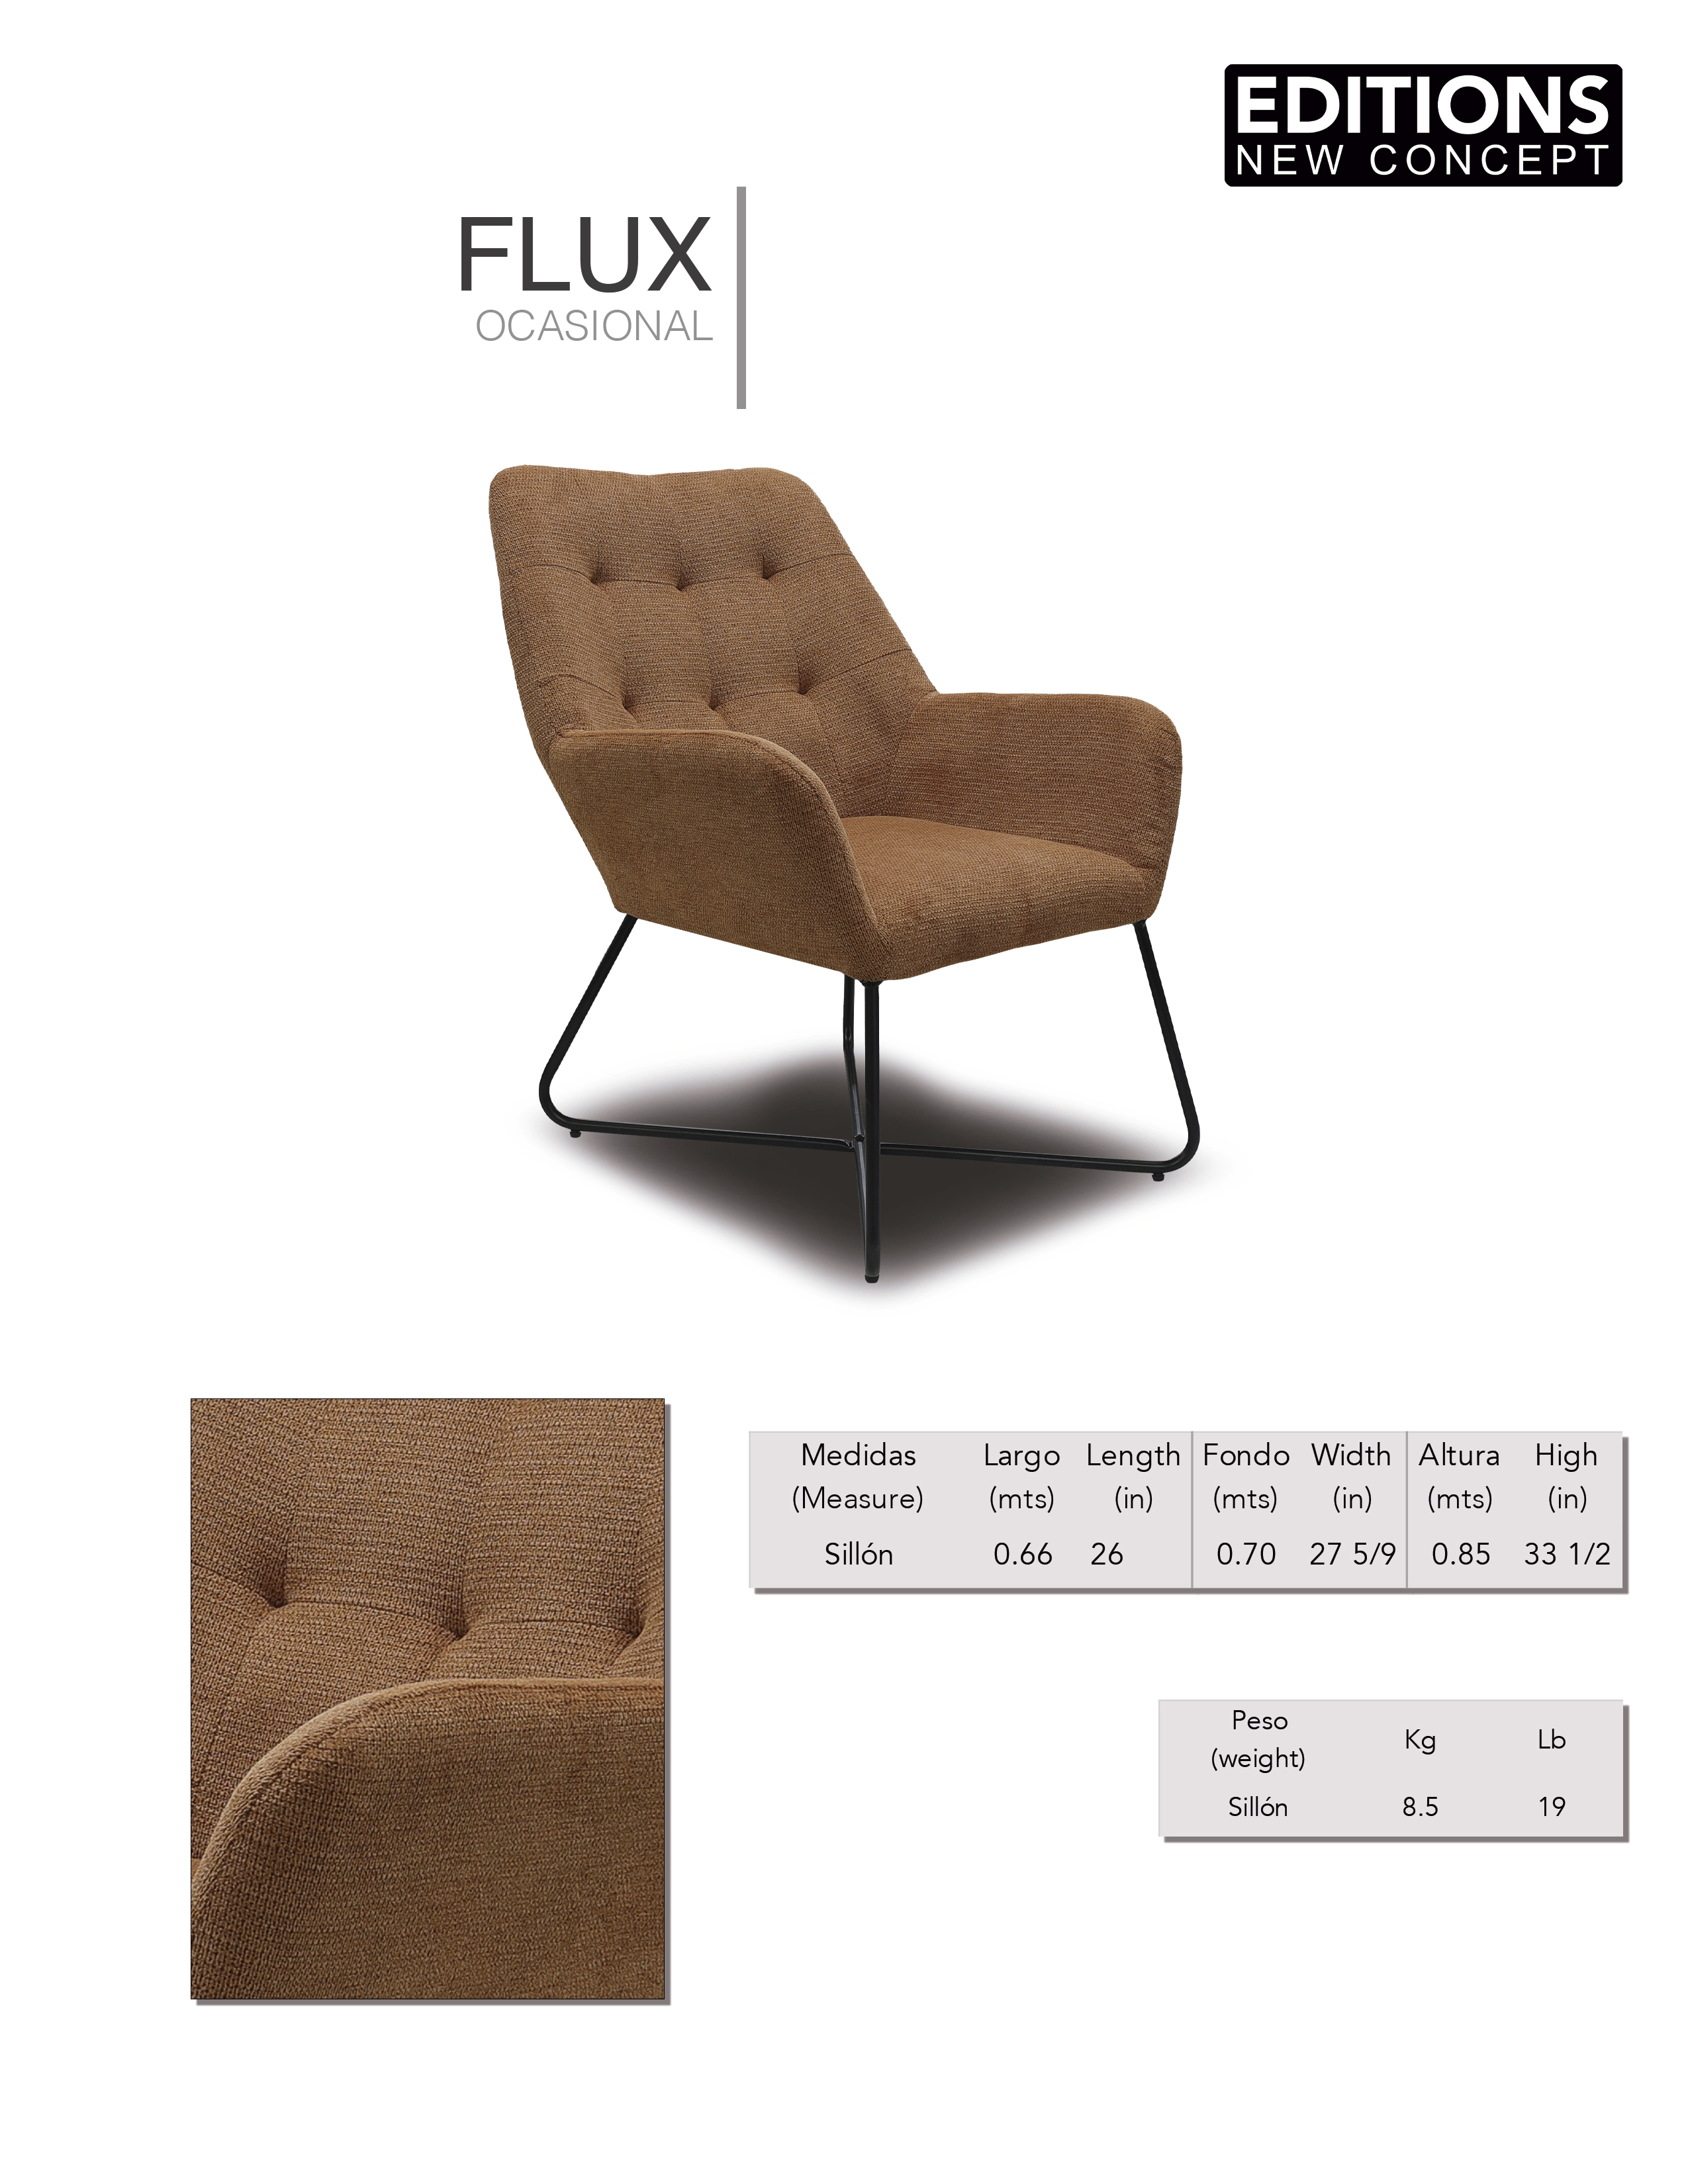 EDITIONS
NEW CONCEPT
FLUX
OCASIONAL
Medidas Largo Length Fondo Width Altura High
(Measure) (mts) (in) (mts) (in) (mts) (in)
Sillón 0.66 26 0.70 27 5/9 0.85 33 1/2
Peso
(weight) Kg Lb
Sillón 8.5 19